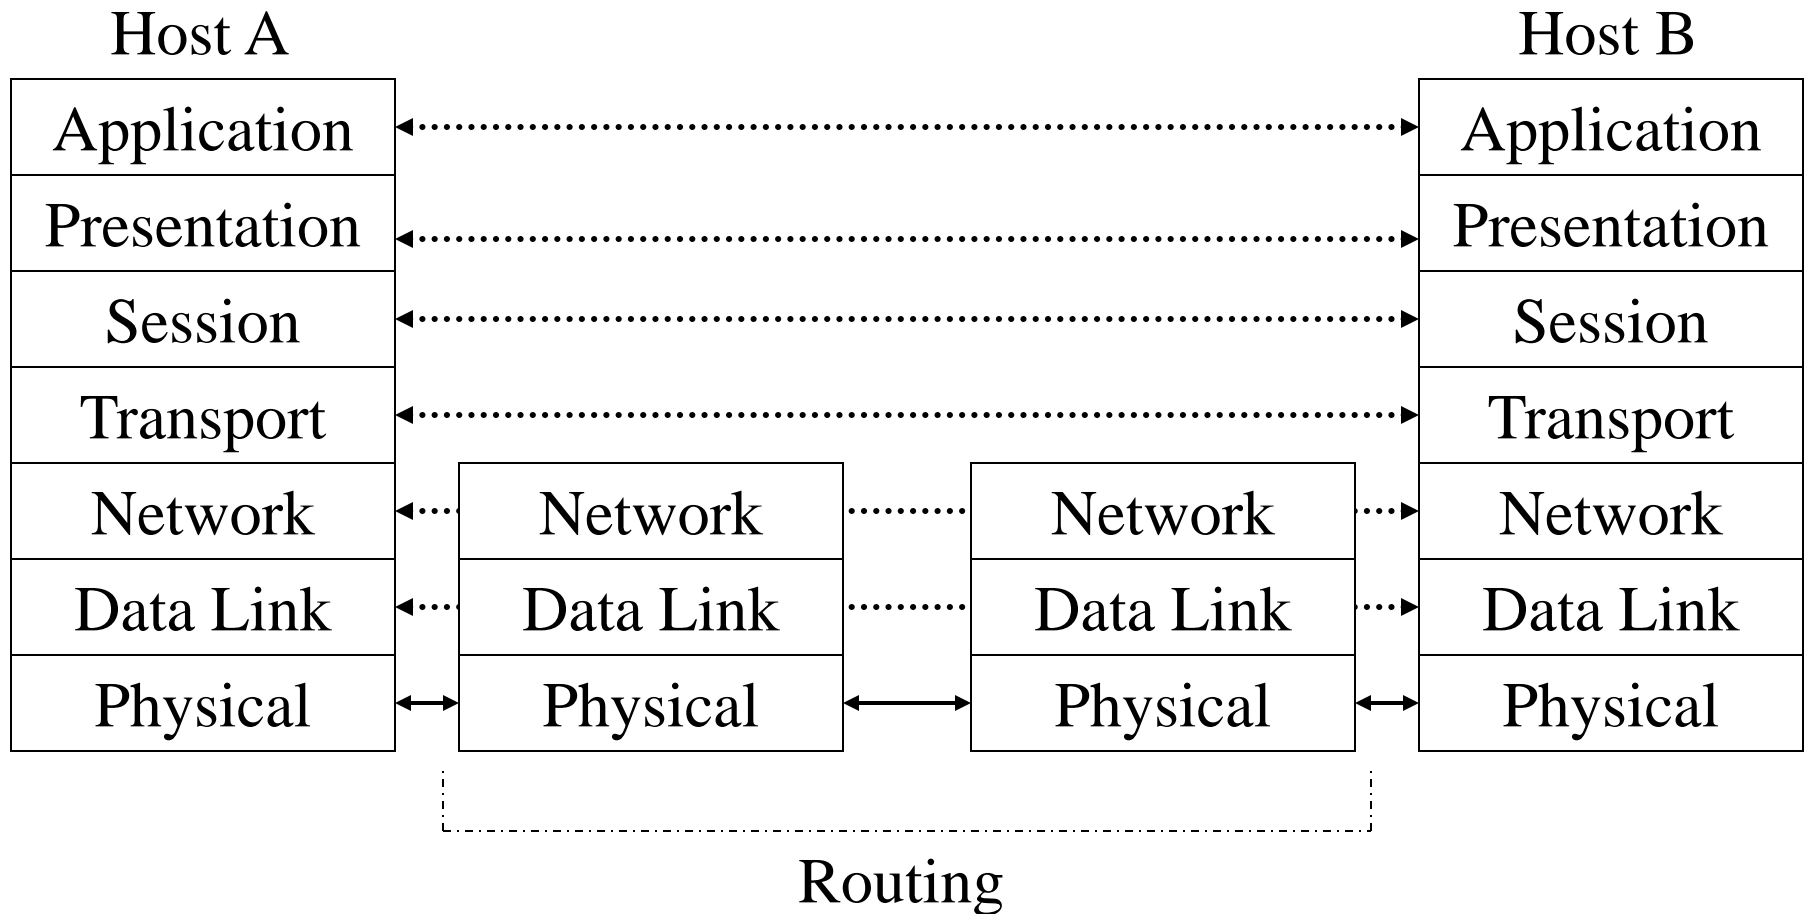 Host A
Host B
Application
Application
Presentation
Presentation
Session
Session
Transport
Transport
Network
Network
Network
Network
Data Link
Data Link
Data Link
Data Link
Physical
Physical
Physical
Physical
Routing